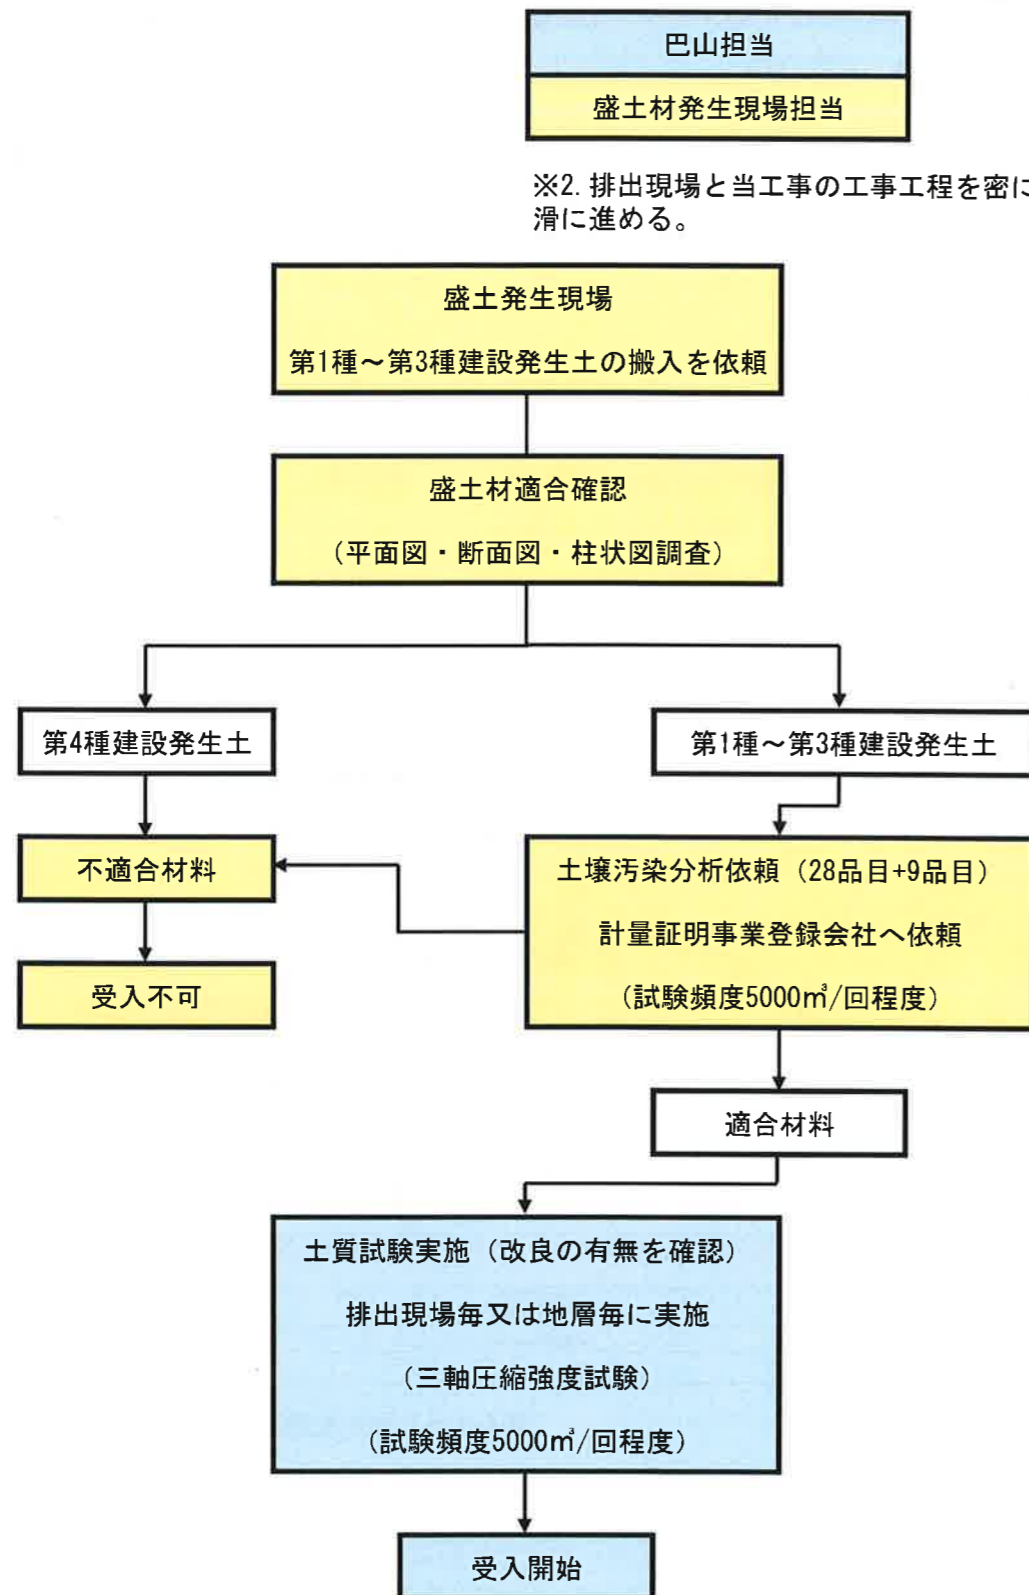 巴山担当
盛土材発生現場担当
※2.排出現場と当工事の工事工程を密に
滑に進める。
盛土発生現場
第1種～第3種建設発生土の搬入を依頼
盛土材適合確認
(平面図・断面図・柱状図調査)
第4種建設発生土
第1種～第3種建設発生土
不適合材料
土壌汚染分析依頼(28品目+9品目)
計量証明事業登録会社へ依頼
受入不可
(試験頻度5000㎥/回程度)
適合材料
土質試験実施(改良の有無を確認)
排出現場毎又は地層毎に実施
(三軸圧縮強度試験)
(試験頻度5000㎥/回程度)
受入開始